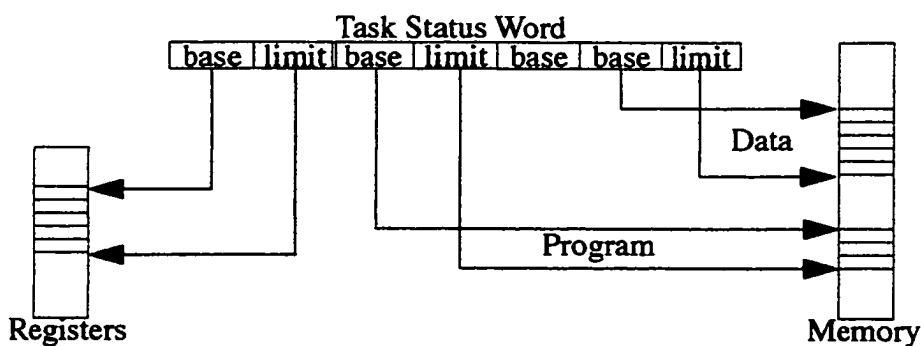 Task Status Word
base limit base limit base base limit
Data
Program
Registers
Memory